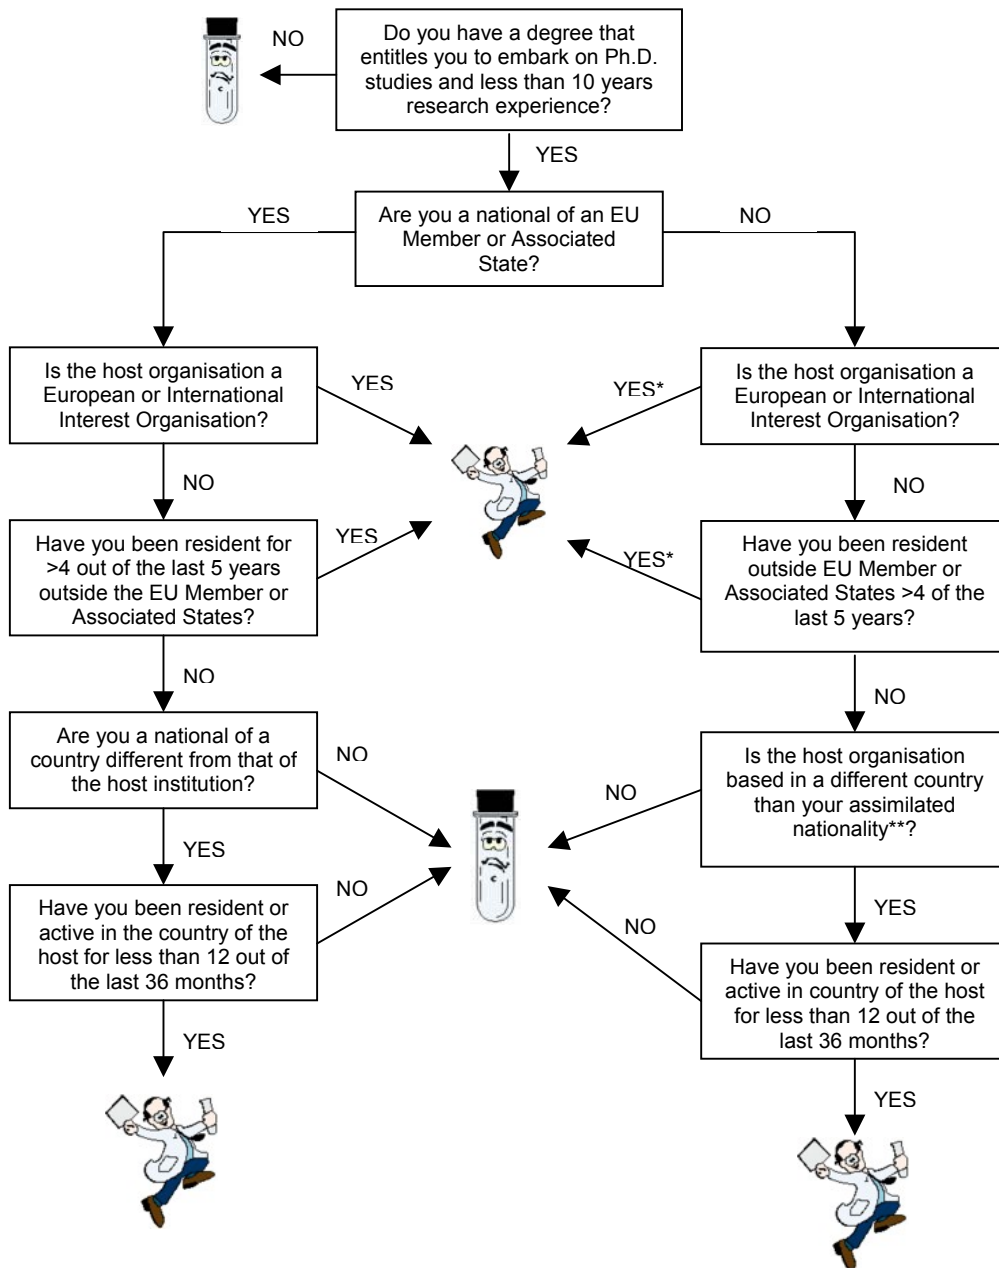 Do you have a degree that
entitles you to embark on Ph.D.
studies and less than 10 years
research experience?
NO
YES
Are you a national of an EU
Member or Associated
State?
YES
NO
Is the host organisation a
European or International
Interest Organisation?
YES
YES*
Is the host organisation a
European or International
Interest Organisation?
NO
NO
Have you been resident for
>4 out of the last 5 years
outside the EU Member or
Associated States?
YES
YES*
Have you been resident
outside EU Member or
Associated States >4 of the
last 5 years?
NO
NO
Are you a national of a
country different from that of
the host institution?
NO
NO
Is the host organisation
based in a different country
than your assimilated
nationality**?
YES
YES
Have you been resident or
active in the country of the
host for less than 12 out of
the last 36 months?
NO
NO
Have you been resident or
active in country of the host
for less than 12 out of the
last 36 months?
YES
YES